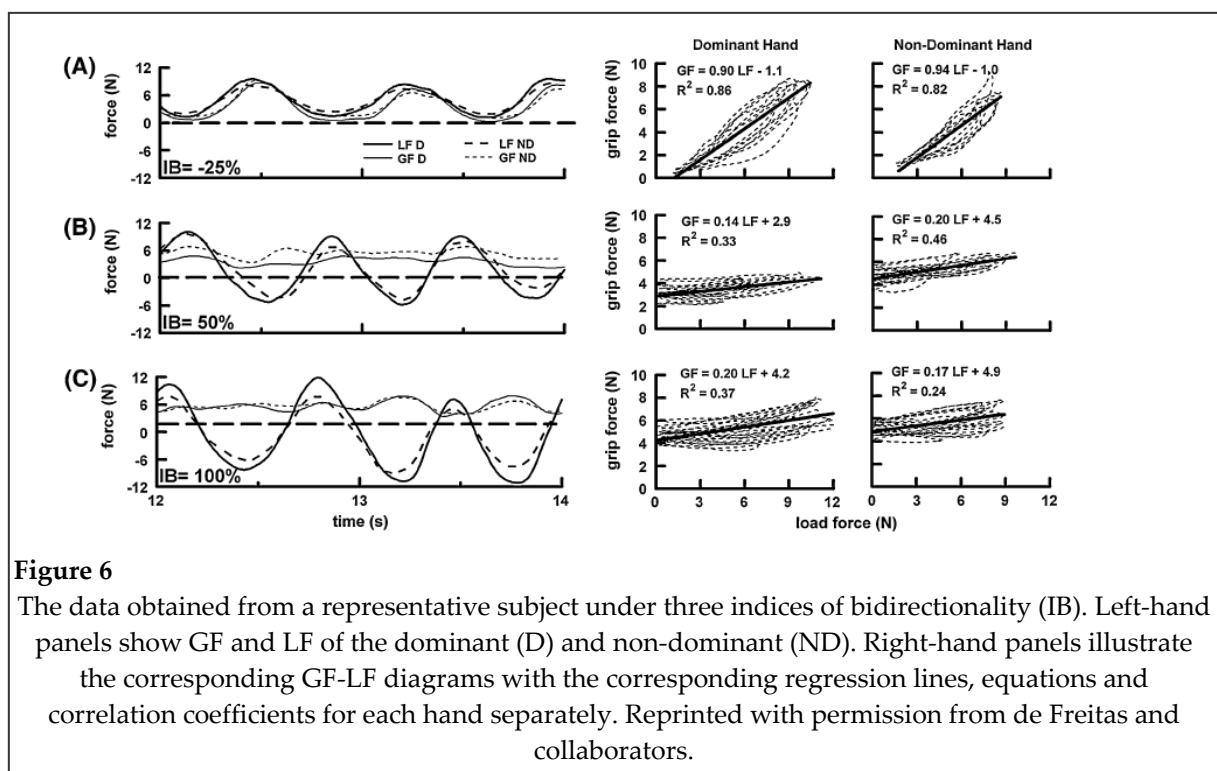 Dominant Hand
Non-Dominant Hand
(A)
force (N)
12
6
0
-6
-12
LF D
LF ND
GF D
GF ND
IB= -25%
grip force (N)
10
8
6
4
2
0
GF = 0.90 LF - 1.1
R² = 0.86
GF = 0.94 LF - 1.0
R² = 0.82
(B)
force (N)
12
6
0
-6
-12
IB= 50%
grip force (N)
10
8
6
4
2
0
GF = 0.14 LF + 2.9
R² = 0.33
GF = 0.20 LF + 4.5
R² = 0.46
(C)
force (N)
12
6
0
-6
-12
IB= 100%
12
13
14
time (s)
grip force (N)
10
8
6
4
2
0
GF = 0.20 LF + 4.2
R² = 0.37
GF = 0.17 LF + 4.9
R² = 0.24
0 3 6 9 12
0 3 6 9 12
load force (N)
Figure 6
The data obtained from a representative subject under three indices of bidirectionality (IB). Left-hand
panels show GF and LF of the dominant (D) and non-dominant (ND). Right-hand panels illustrate
the corresponding GF-LF diagrams with the corresponding regression lines, equations and
correlation coefficients for each hand separately. Reprinted with permission from de Freitas and
collaborators.